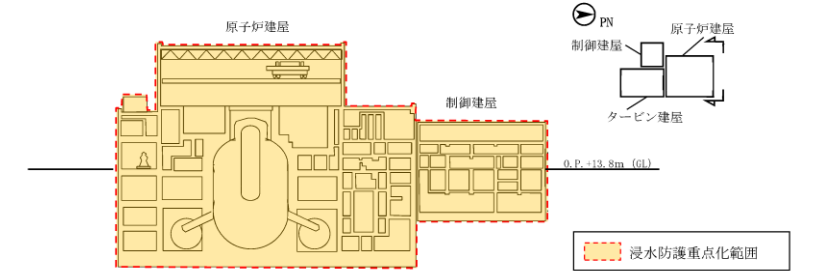 原子炉建屋
PN
原子炉建屋
制御建屋
タービン建屋
制御建屋
O.P.+13.8m (GL)
浸水防護重点化範囲